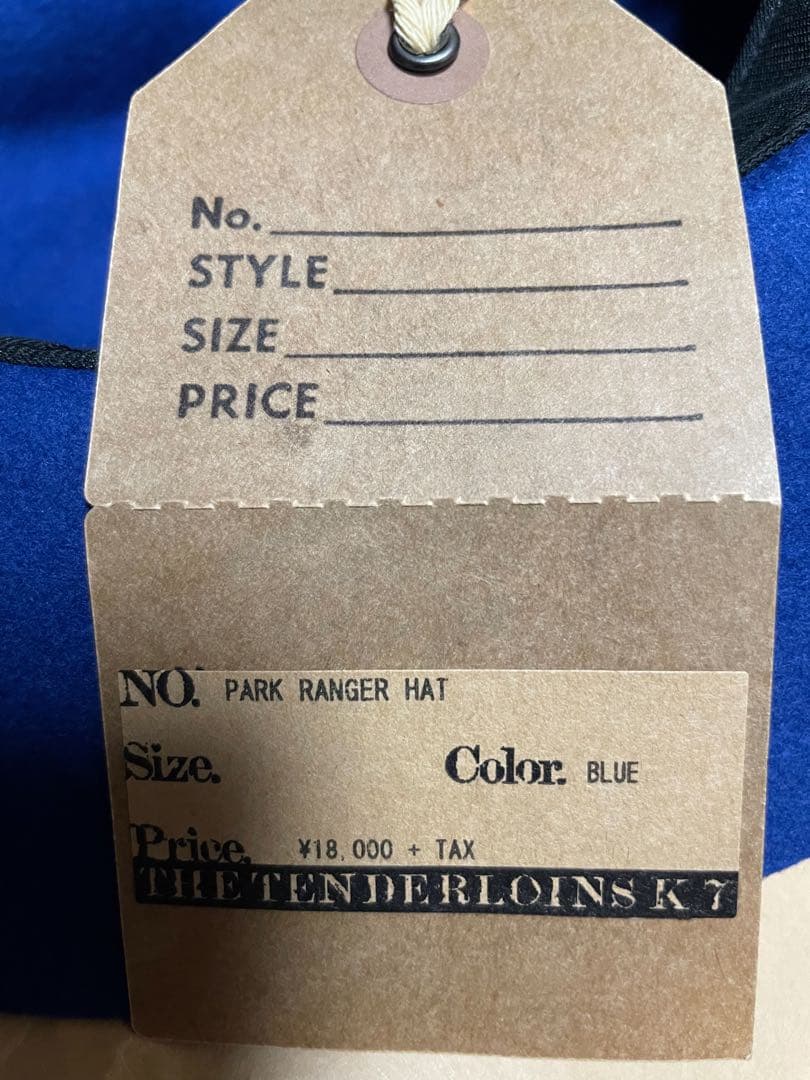 No.
STYLE
SIZE
PRICE
NO. PARK RANGER HAT
Size. Color. BLUE
Price. ¥18,000 + TAX
THE TENDERLOINS K 7